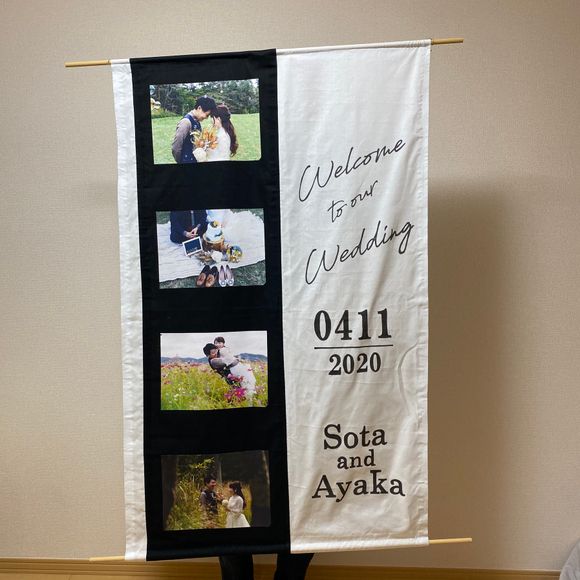 Welcome
to our
Wedding
0411
2020
Sota
and
Ayaka